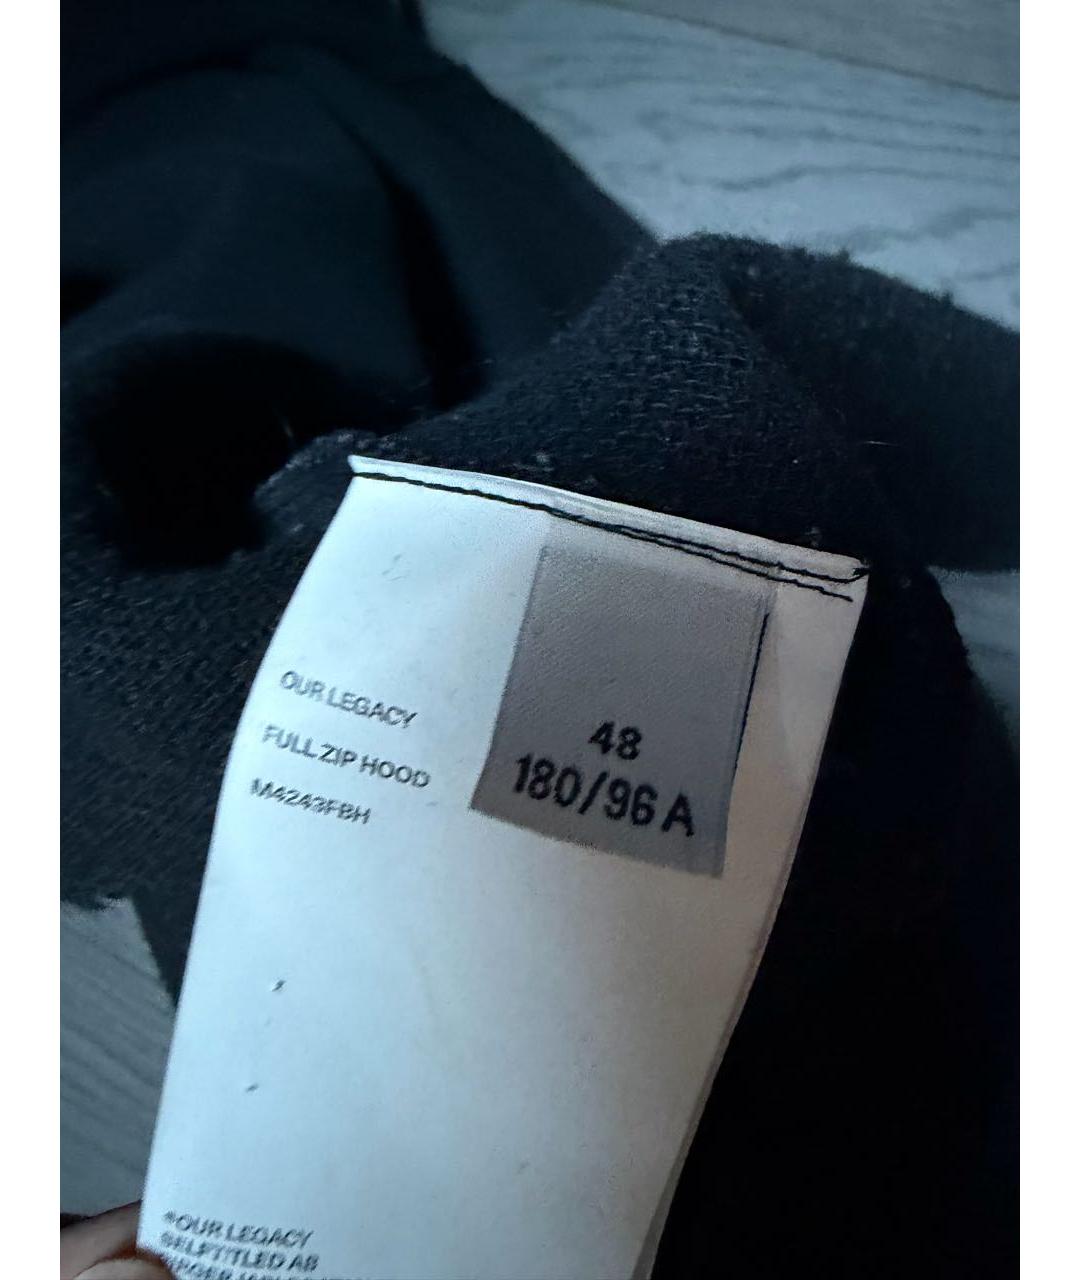 48
180/96 A
OUR LEGACY
FULL ZIP HOOD
M4243FBH
®OUR LEGACY
SELFTITLED AB